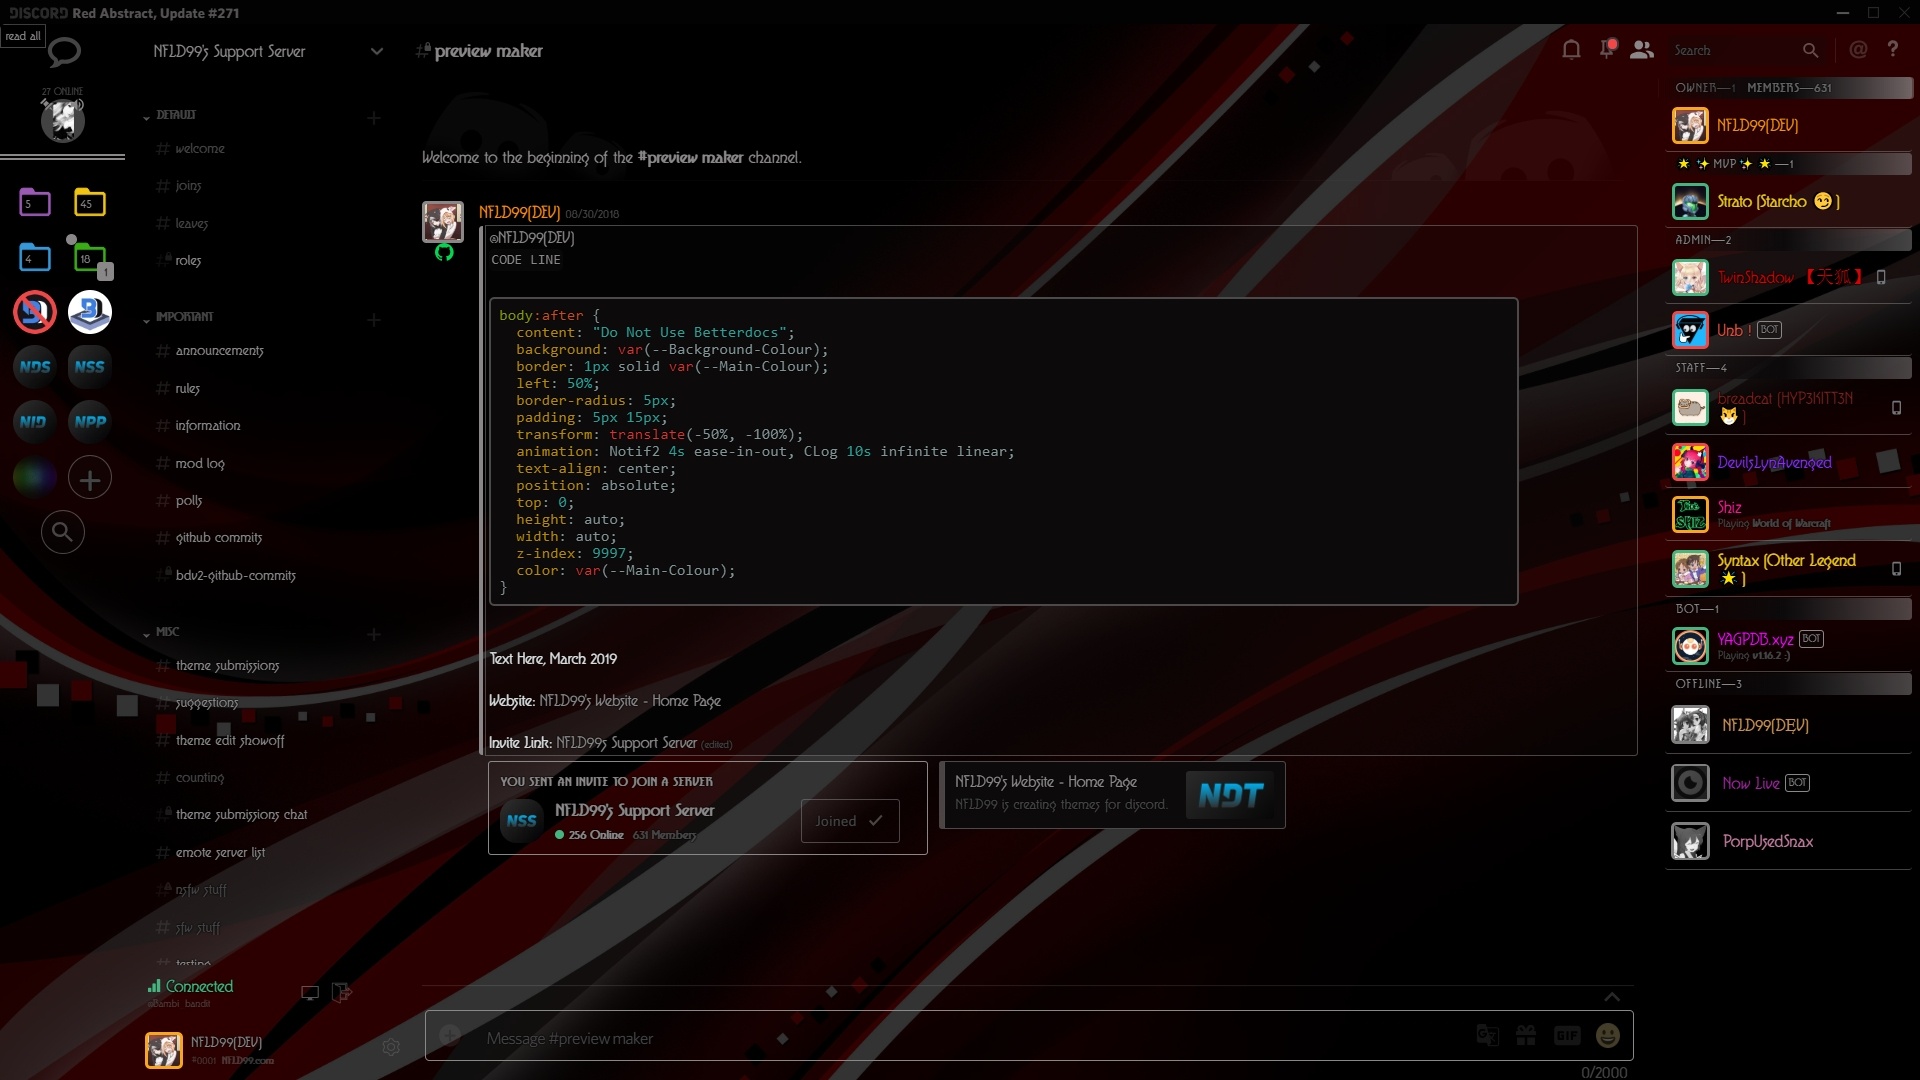 DISCORD Red Abstract, Update #271
read all
27 ONLINE
5
45
4
18
1
NDS
NSS
NID
NPP
NFLD99's Support Server
DEFAULT
welcome
joins
leaves
roles
IMPORTANT
announcements
rules
information
mod log
polls
github commits
bdv2-github-commits
MISC
theme submissions
suggestions
theme edit showoff
counting
theme submissions chat
emote server list
nsfw stuff
sfw stuff
testing
Connected
NFLD99(DEV)
#0001 NFLD99.com
# preview maker
Search
Welcome to the beginning of the #preview maker channel.
NFLD99(DEV) 08/30/2018
@NFLD99(DEV)
CODE LINE
body:after {
content: "Do Not Use Betterdocs";
background: var(--Background-Colour);
border: 1px solid var(--Main-Colour);
left: 50%;
border-radius: 5px;
padding: 5px 15px;
transform: translate(-50%, -100%);
animation: Notif2 4s ease-in-out, CLog 10s infinite linear;
text-align: center;
position: absolute;
top: 0;
height: auto;
width: auto;
z-index: 9997;
color: var(--Main-Colour);
}
Text Here, March 2019
Website: NFLD99's Website - Home Page
Invite Link: NFLD99s Support Server (edited)
YOU SENT AN INVITE TO JOIN A SERVER
NSS
NFLD99's Support Server
256 Online 631 Members
Joined
NFLD99's Website - Home Page
NFLD99 is creating themes for discord.
NDT
Message #preview maker
GIF
0/2000
OWNER—1 MEMBERS—631
NFLD99(DEV)
MVP —1
Strato (Starcho 😏 )
ADMIN—2
TwinShadow 【天狐】
Unb ! BOT
STAFF—4
breadcat (HYP3KITT3N
)
DevilsLynAvenged
The SHIZ
Shiz
Playing World of Warcraft
Syntax (Other Legend
)
BOT—1
YAGPDB.xyz BOT
Playing v1.16.2 :)
OFFLINE—3
NFLD99(DEV)
Now Live BOT
PorpUsedSnax